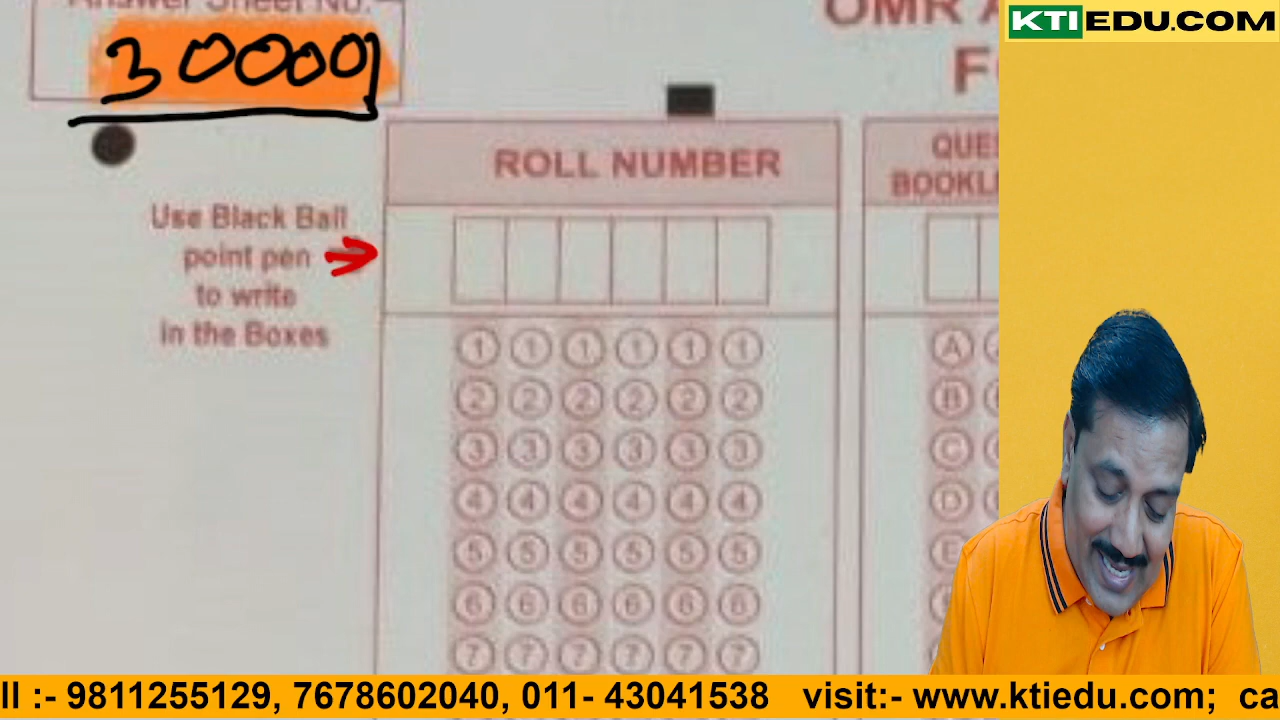 Answer Sheet No.
300001
OMR A
KTIEDU.COM
ROLL NUMBER
QUES
BOOKL
Use Black Ball
point pen
to write
in the Boxes
1 1 1 1 1 1
2 2 2 2 2 2
3 3 3 3 3 3
4 4 4 4 4 4
5 5 5 5 5 5
6 6 6 6 6 6
7 7 7 7 7 7
A
B
C
D
E
ll :- 9811255129, 7678602040, 011- 43041538 visit:- www.ktiedu.com; ca